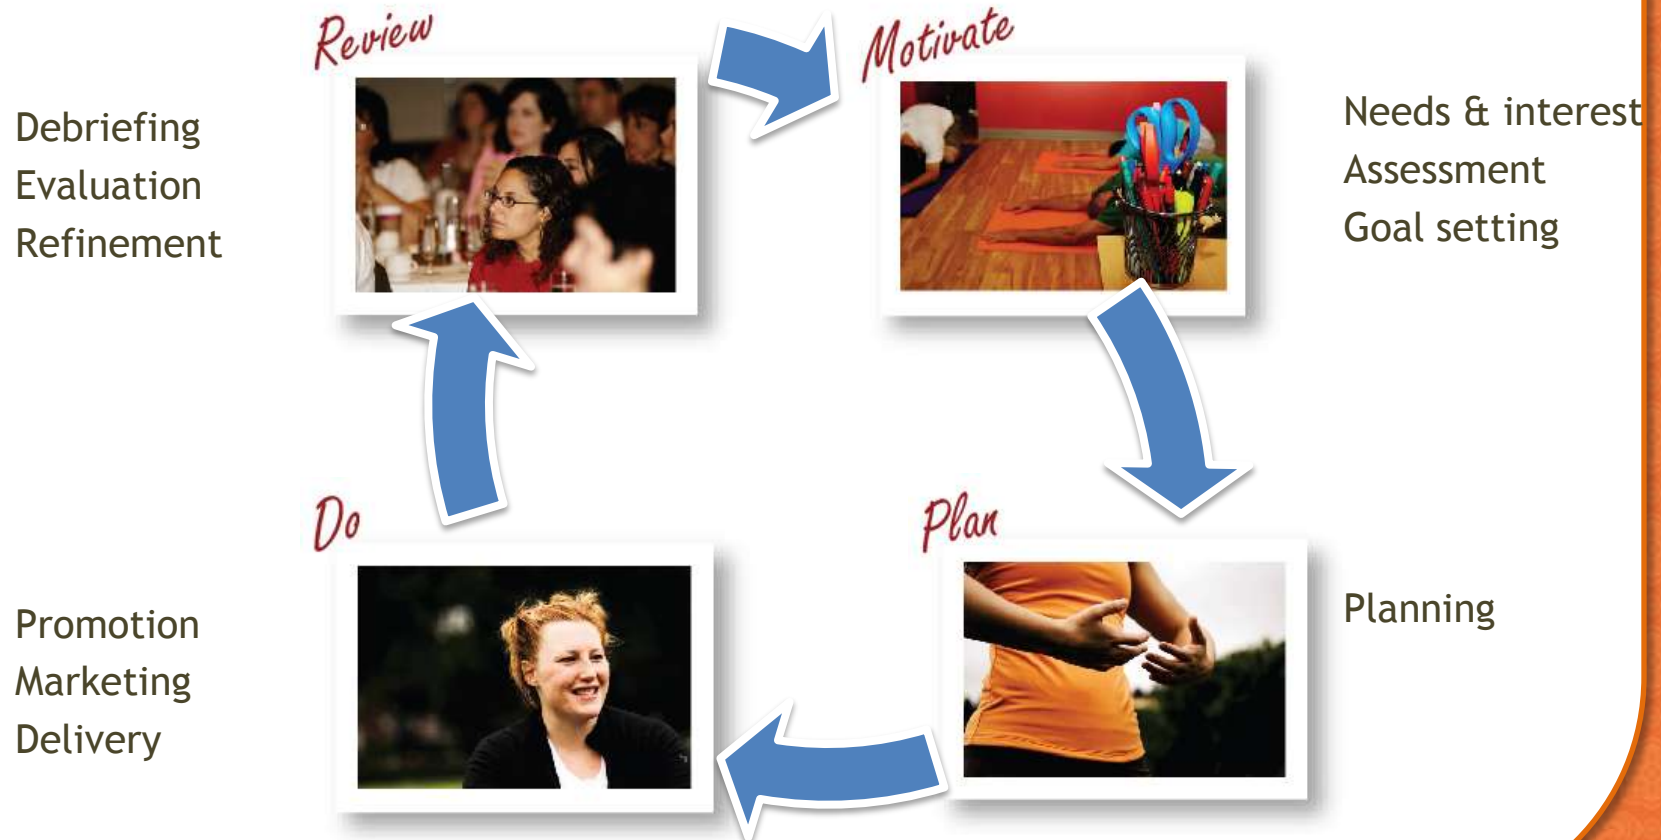 Review
Motivate
Debriefing
Evaluation
Refinement
Needs & interest
Assessment
Goal setting
Do
Plan
Promotion
Marketing
Delivery
Planning